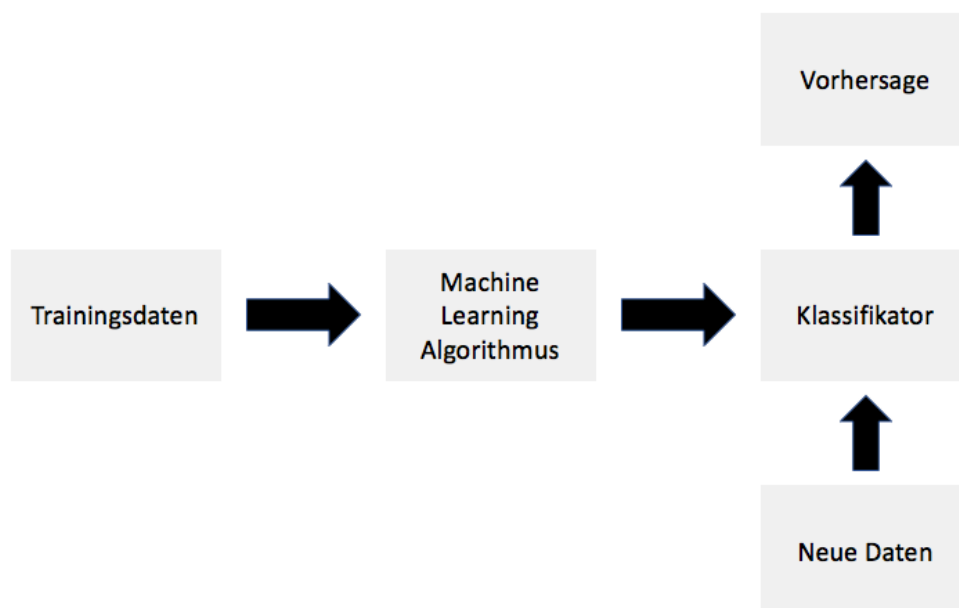 Vorhersage
Trainingsdaten
Machine
Learning
Algorithmus
Klassifikator
Neue Daten